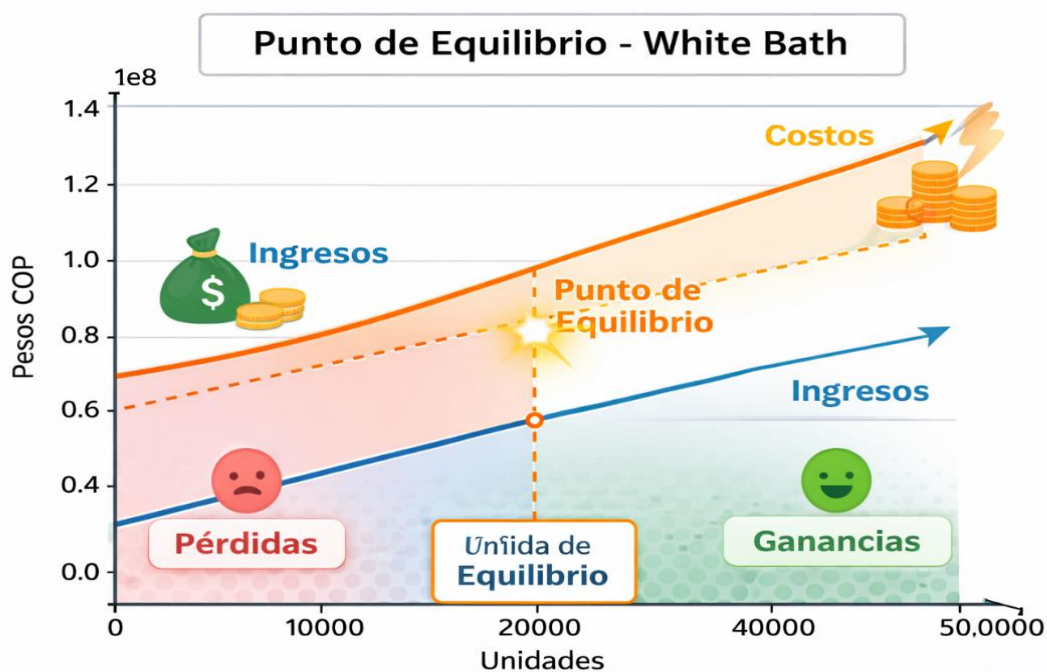 Punto de Equilibrio - White Bath
1e8
1.4
Costos
1.2
Ingresos
1.0
$
Punto de
Equilibrio
0.8
Pesos COP
Ingresos
0.6
0.4
Pérdidas
Unida de
Equilibrio
Ganancias
0.0
0
10000
20000
40000
50,0000
Unidades